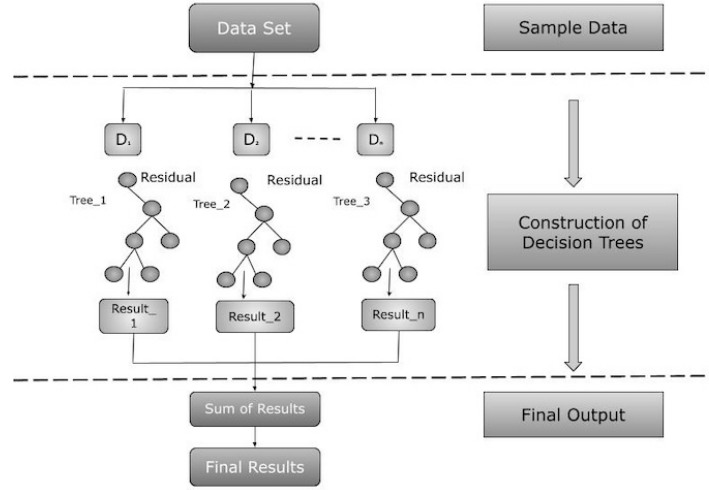 Data Set
Sample Data
D₁
D₂
Dₙ
Residual
Residual
Residual
Tree_1
Tree_2
Tree_3
Construction of
Decision Trees
Result_
1
Result_2
Result_n
Sum of Results
Final Output
Final Results